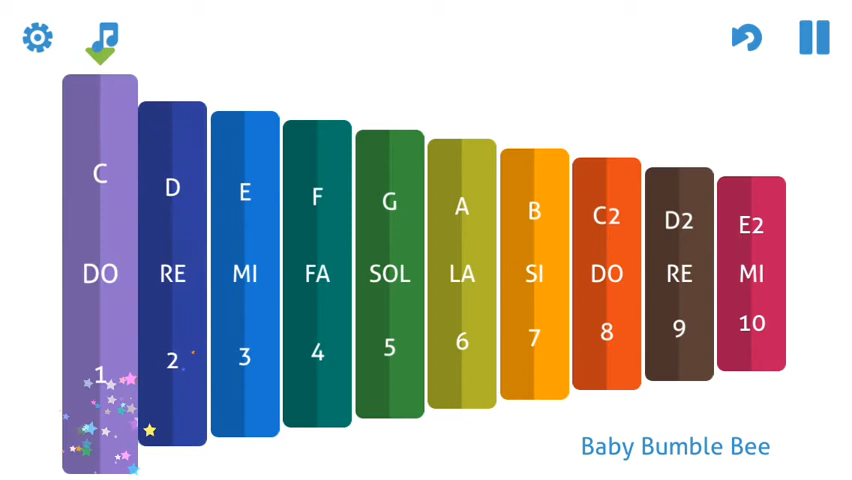 C D E F G A B C2 D2 E2
DO RE MI FA SOL LA SI DO RE MI
1 2 3 4 5 6 7 8 9 10
Baby Bumble Bee